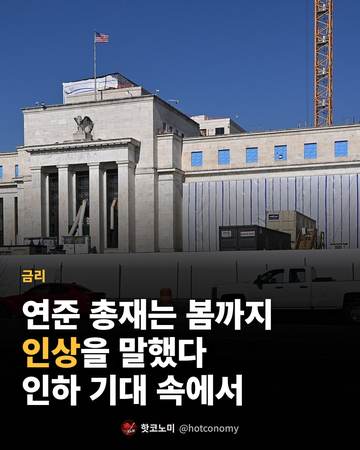 금리
연준 총재는 봄까지
인상을 말했다
인하 기대 속에서
핫코노미 @hotconomy